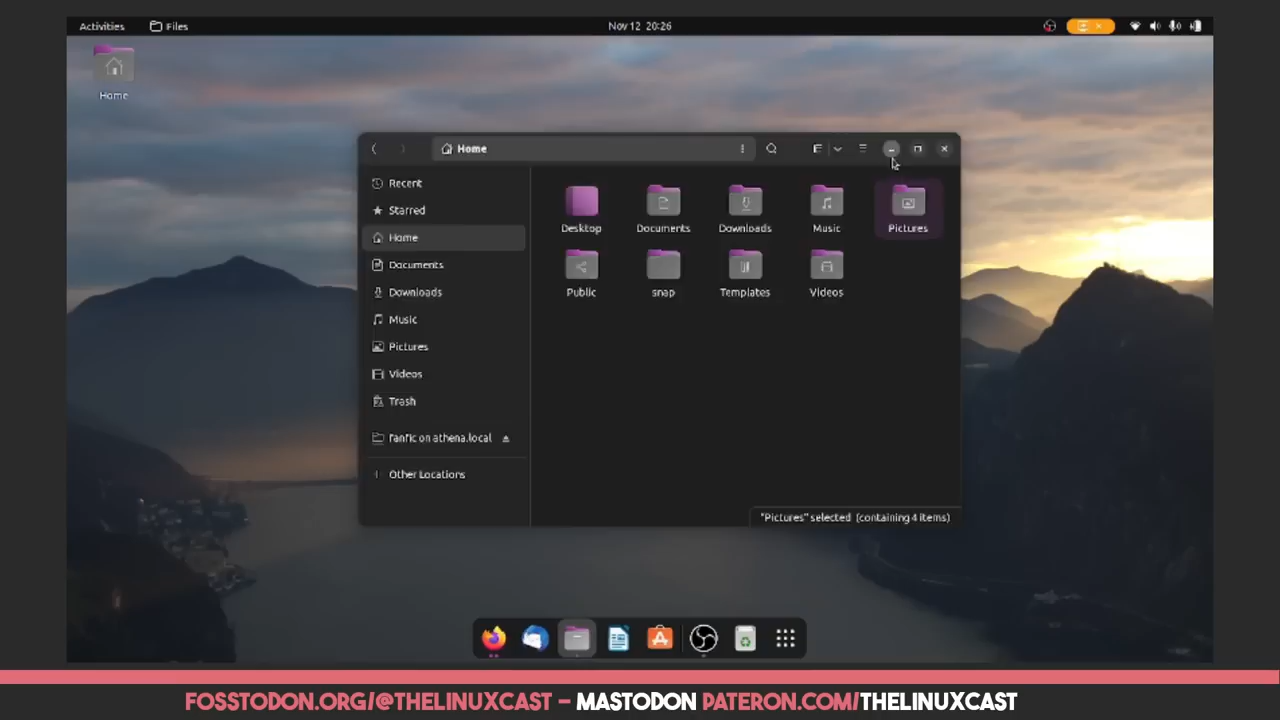 Activities Files Nov 12 20:26
Home
Home
Recent
Starred
Home
Documents
Downloads
Music
Pictures
Videos
Trash
fanfic on athena.local
Other Locations
Desktop Documents Downloads Music Pictures
Public snap Templates Videos
"Pictures" selected (containing 4 items)
FOSSTODON.ORG/@THELINUXCAST – MASTODON PATERON.COM/THELINUXCAST